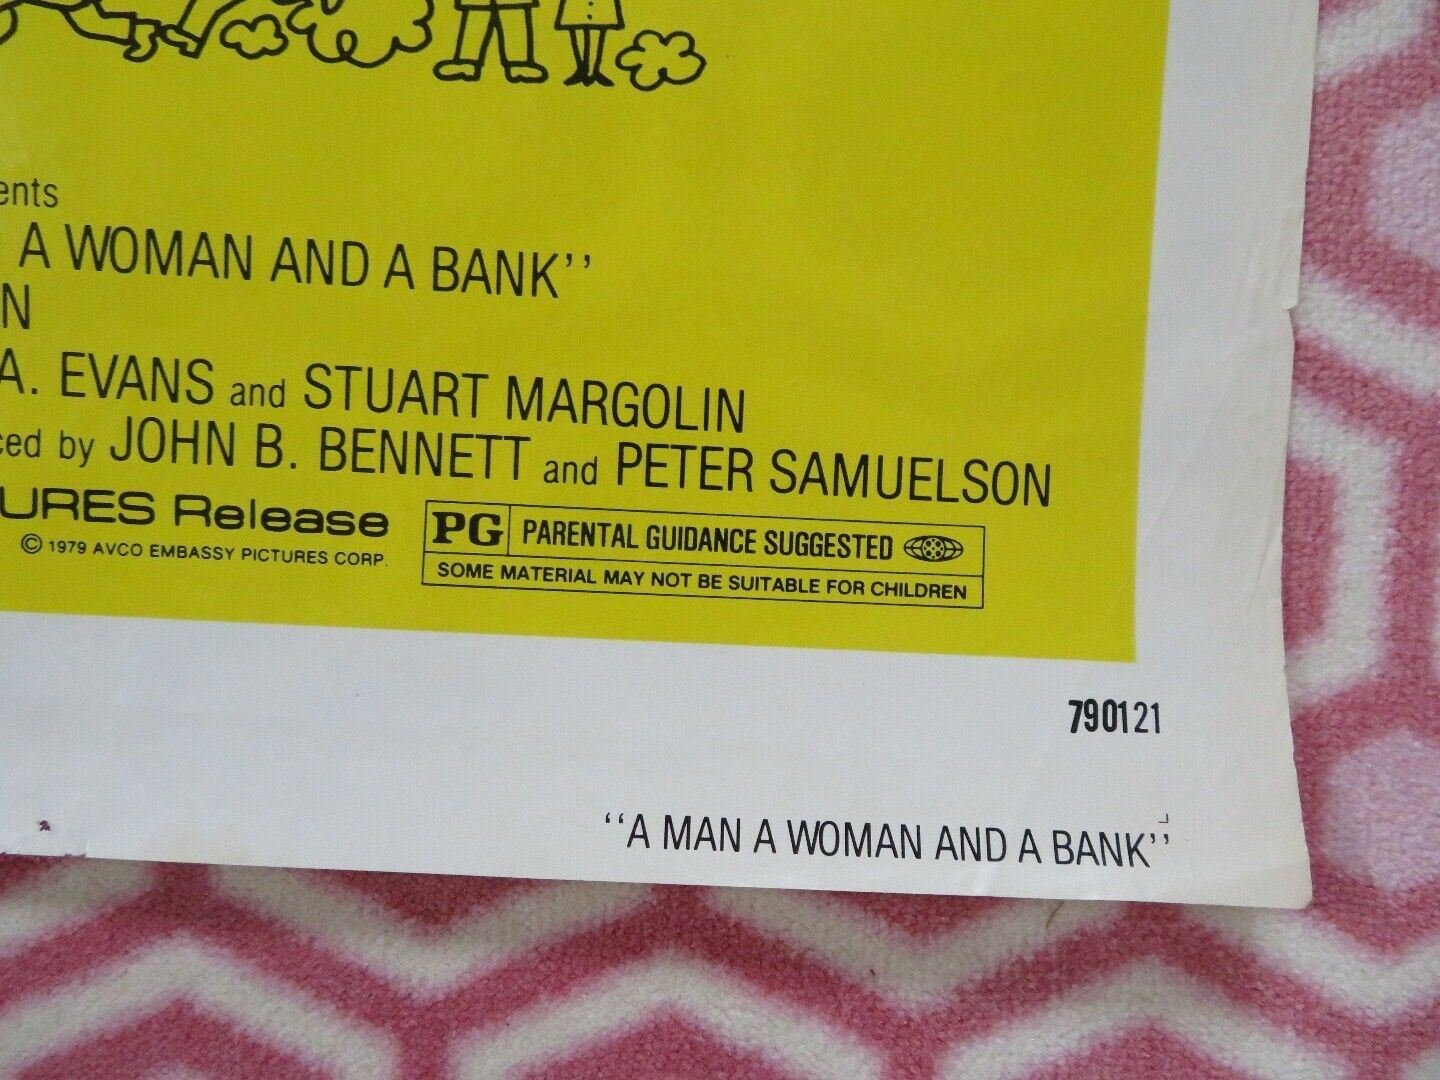 ents
A WOMAN AND A BANK''
N
A. EVANS and STUART MARGOLIN
ced by JOHN B. BENNETT and PETER SAMUELSON
URES Release
© 1979 AVCO EMBASSY PICTURES CORP.
PG PARENTAL GUIDANCE SUGGESTED
SOME MATERIAL MAY NOT BE SUITABLE FOR CHILDREN
790121
''A MAN A WOMAN AND A BANK''